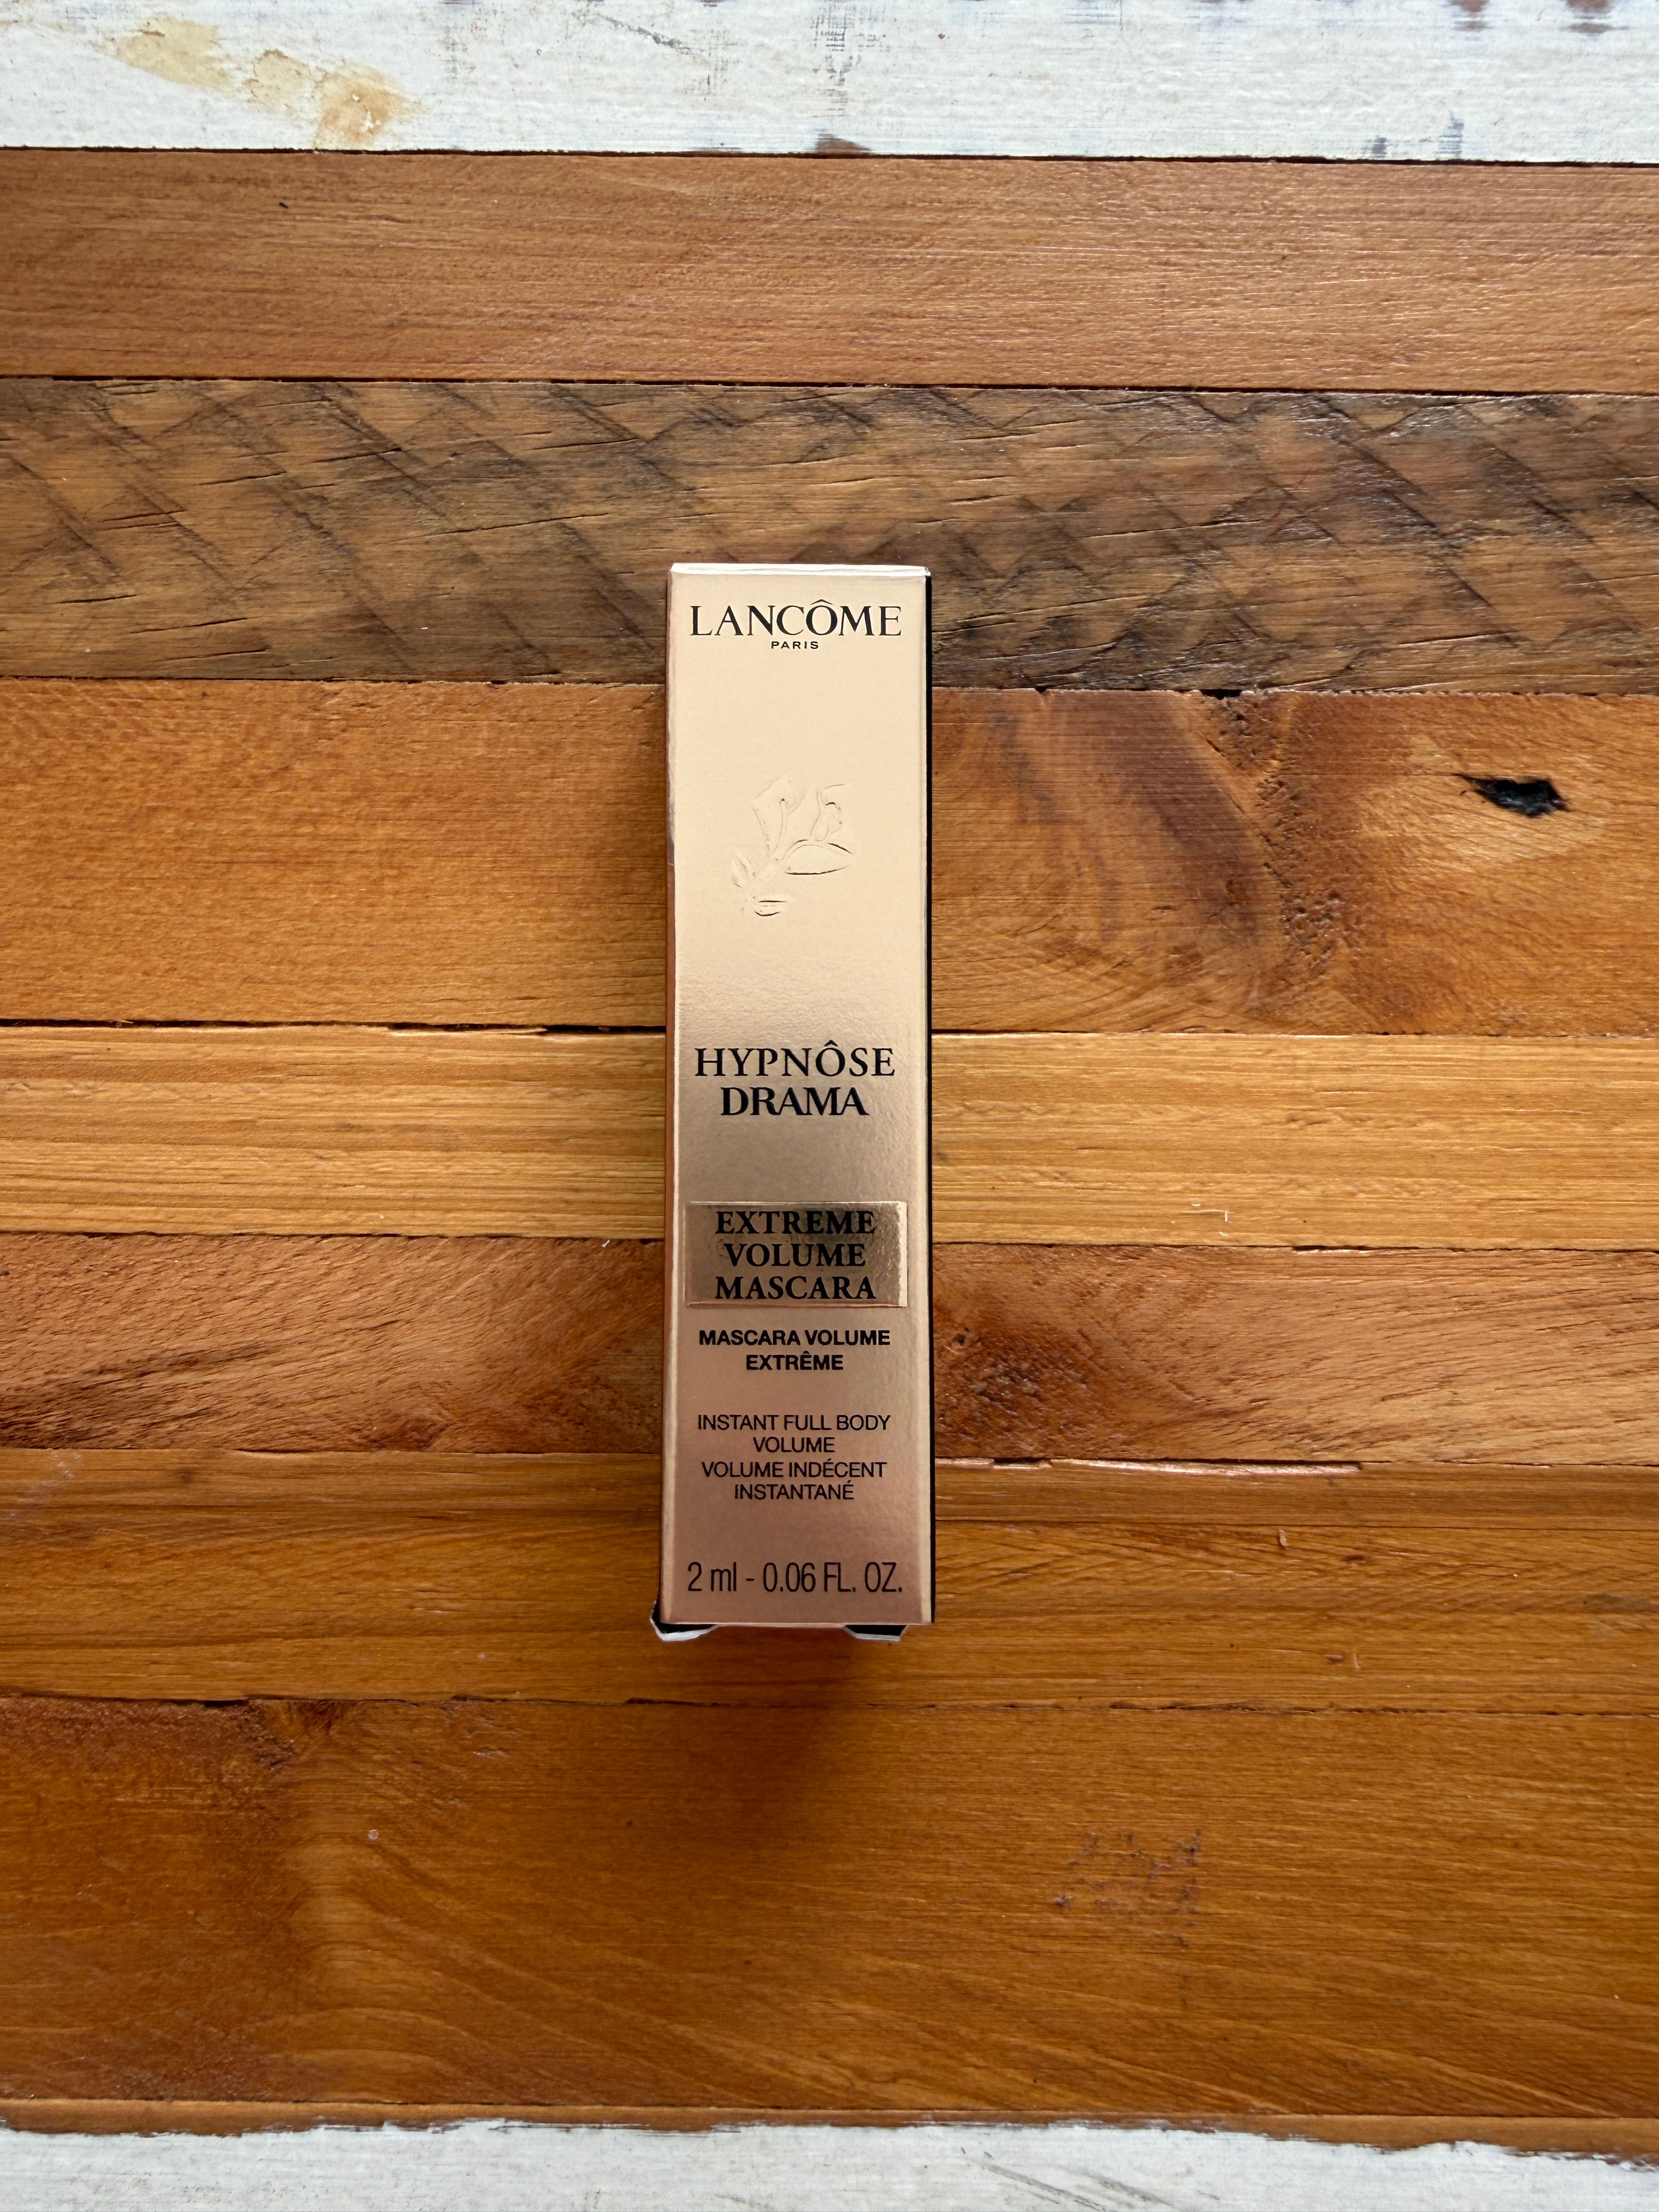 LANCÔME
PARIS
HYPNÔSE
DRAMA
EXTREME
VOLUME
MASCARA
MASCARA VOLUME
EXTRÊME
INSTANT FULL BODY
VOLUME
VOLUME INDÉCENT
INSTANTANÉ
2 ml - 0.06 FL. OZ.